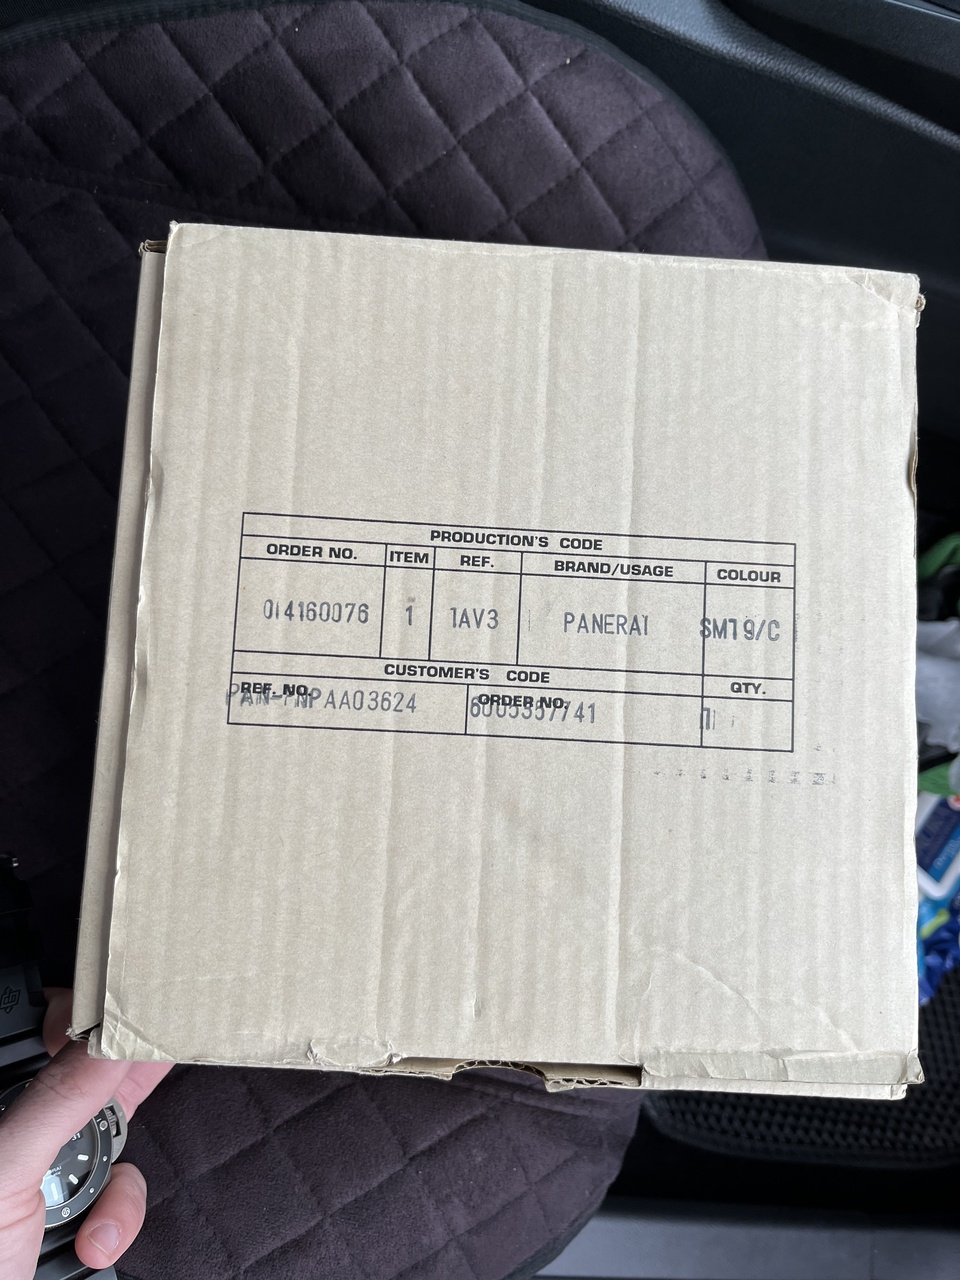 PRODUCTION'S CODE
ORDER NO. ITEM REF. BRAND/USAGE COLOUR
014160076 1 1AV3 PANERAI SM19/C
CUSTOMER'S CODE
REF. NO. ORDER NO. QTY.
PAN-PNPAA03624 6005357741